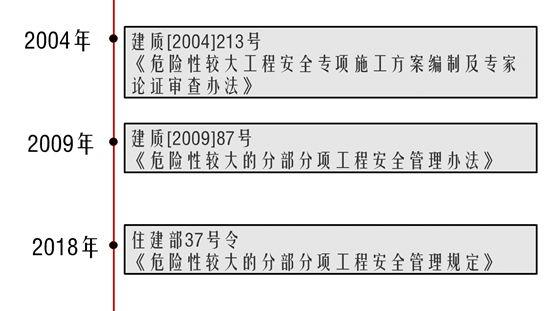 2004年
建质[2004]213号
《危险性较大工程安全专项施工方案编制及专家
论证审查办法》
2009年
建质[2009]87号
《危险性较大的分部分项工程安全管理办法》
2018年
住建部37号令
《危险性较大的分部分项工程安全管理规定》